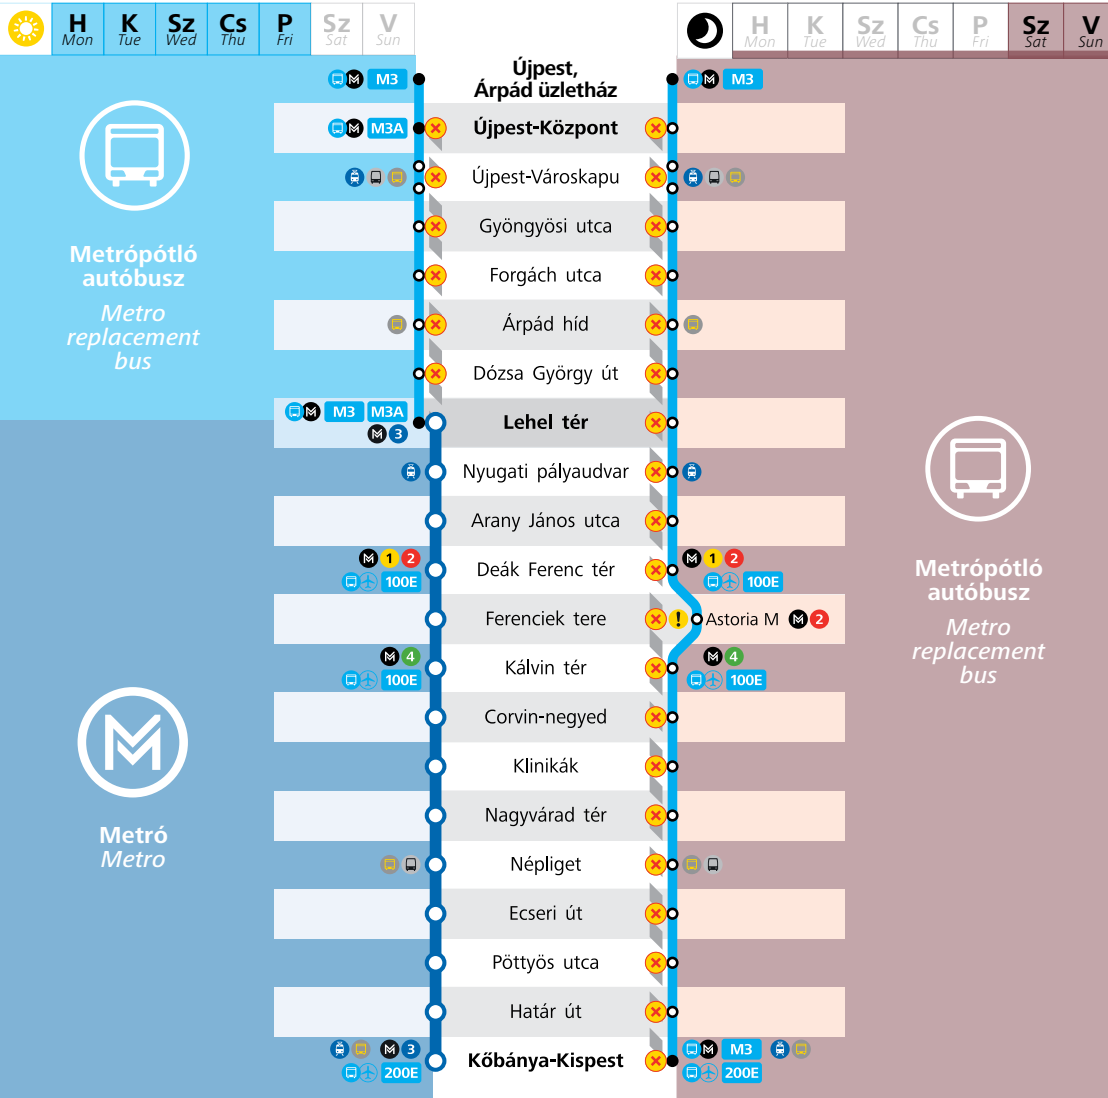 H K Sz Cs P Sz V
Mon Tue Wed Thu Fri Sat Sun
H K Sz Cs P Sz V
Mon Tue Wed Thu Fri Sat Sun
Újpest,
Árpád üzletház
M3
M3
M3A
Újpest-Központ
Újpest-Városkapu
Gyöngyösi utca
Forgách utca
Árpád híd
Dózsa György út
M3 M3A
3
Lehel tér
Nyugati pályaudvar
Arany János utca
1 2
100E
Deák Ferenc tér
1 2
100E
Ferenciek tere
! Astoria M 2
4
100E
Kálvin tér
4
100E
Corvin-negyed
Klinikák
Nagyvárad tér
Népliget
Ecseri út
Pöttyös utca
Határ út
3
200E
Kőbánya-Kispest
M3
200E
Metrópótló
autóbusz
Metro
replacement
bus
Metró
Metro
Metrópótló
autóbusz
Metro
replacement
bus